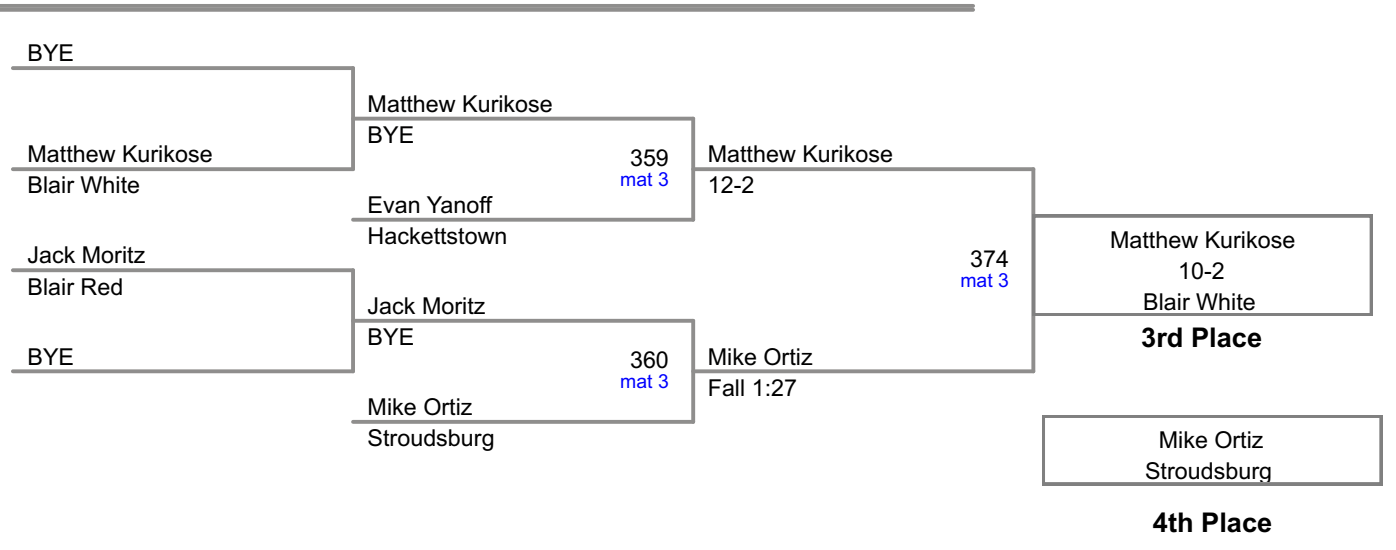 BYE
Matthew Kurikose
Blair White
Jack Moritz
Blair Red
BYE
Matthew Kurikose
BYE
359
mat 3
Evan Yanoff
Hackettstown
Jack Moritz
BYE
360
mat 3
Mike Ortiz
Stroudsburg
Matthew Kurikose
12-2
374
mat 3
Mike Ortiz
Fall 1:27
Matthew Kurikose
10-2
Blair White
3rd Place
Mike Ortiz
Stroudsburg
4th Place